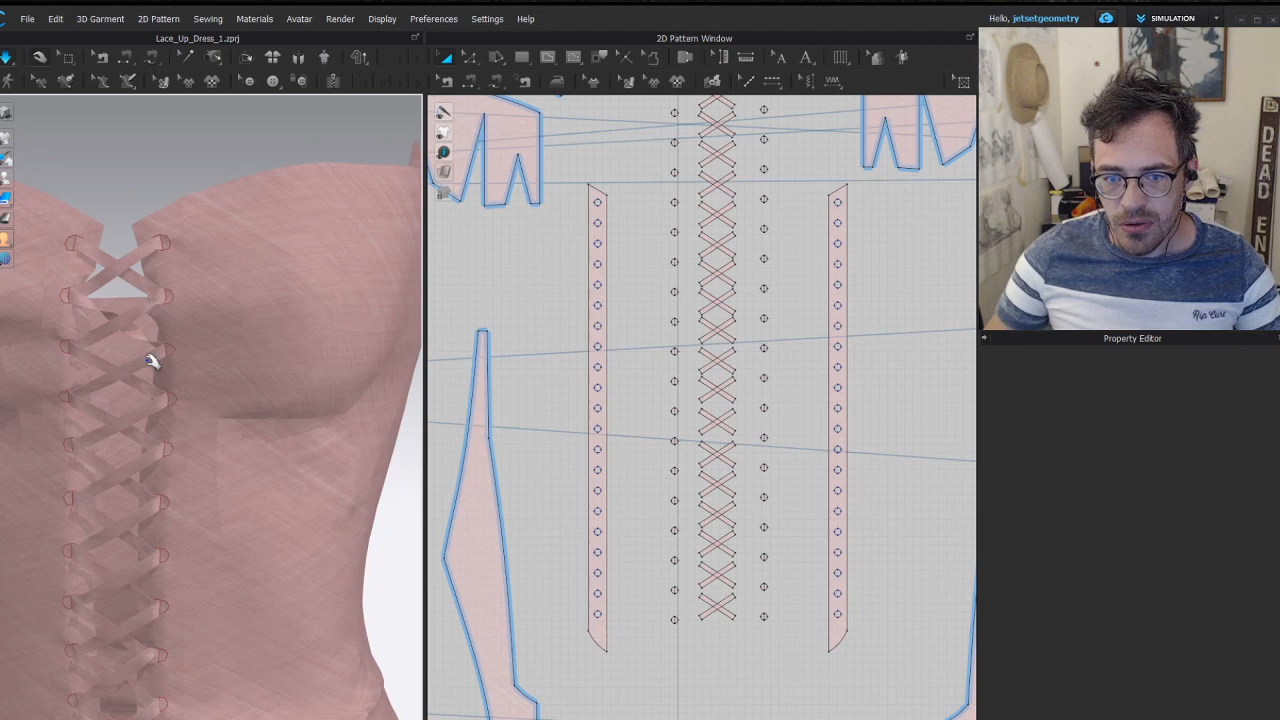 File Edit 3D Garment 2D Pattern Sewing Materials Avatar Render Display Preferences Settings Help
Hello, jetsetgeometry
SIMULATION
Lace_Up_Dress_1.zprj
2D Pattern Window
DEAD EN
Rip Curl
Property Editor